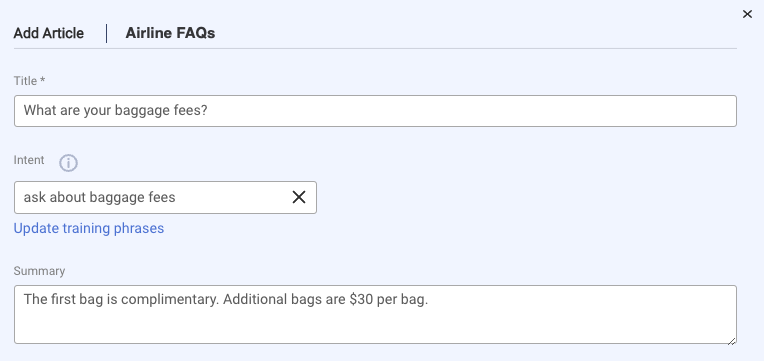 Add Article | Airline FAQs
Title *
What are your baggage fees?
Intent
ask about baggage fees
Update training phrases
Summary
The first bag is complimentary. Additional bags are $30 per bag.